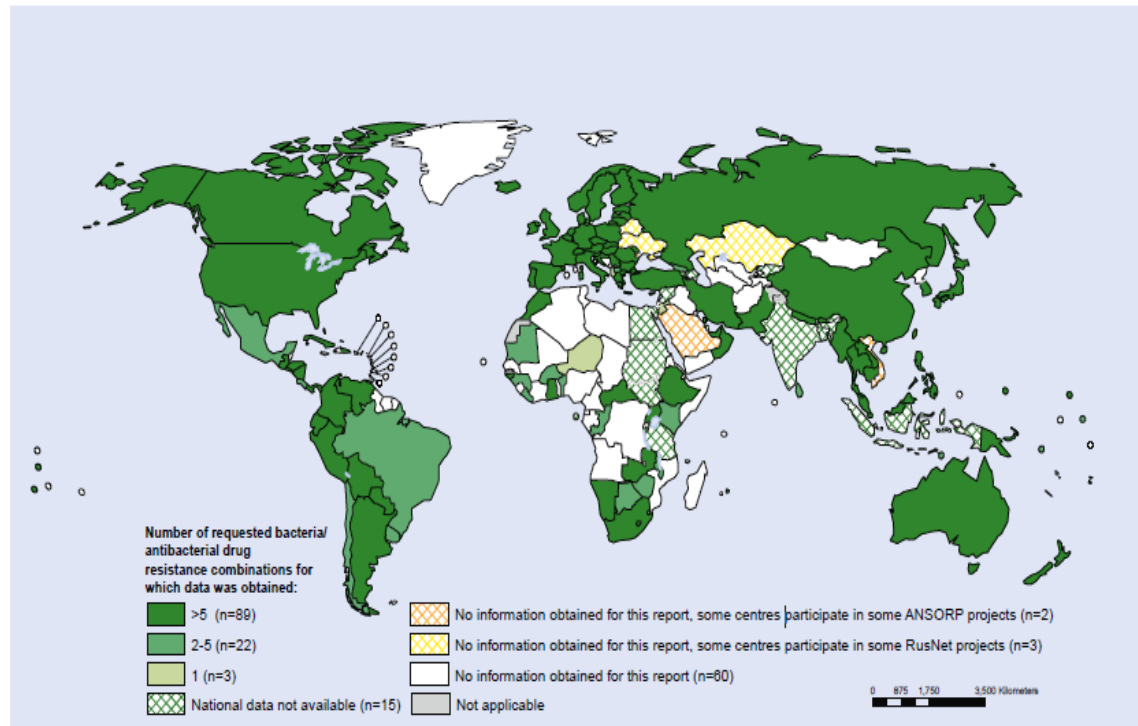 Number of requested bacteria/
antibacterial drug
resistance combinations for
which data was obtained:
>5 (n=89)
2-5 (n=22)
1 (n=3)
National data not available (n=15)
No information obtained for this report, some centres participate in some ANSORP projects (n=2)
No information obtained for this report, some centres participate in some RusNet projects (n=3)
No information obtained for this report (n=60)
Not applicable
0 875 1,750 3,500 Kilometers